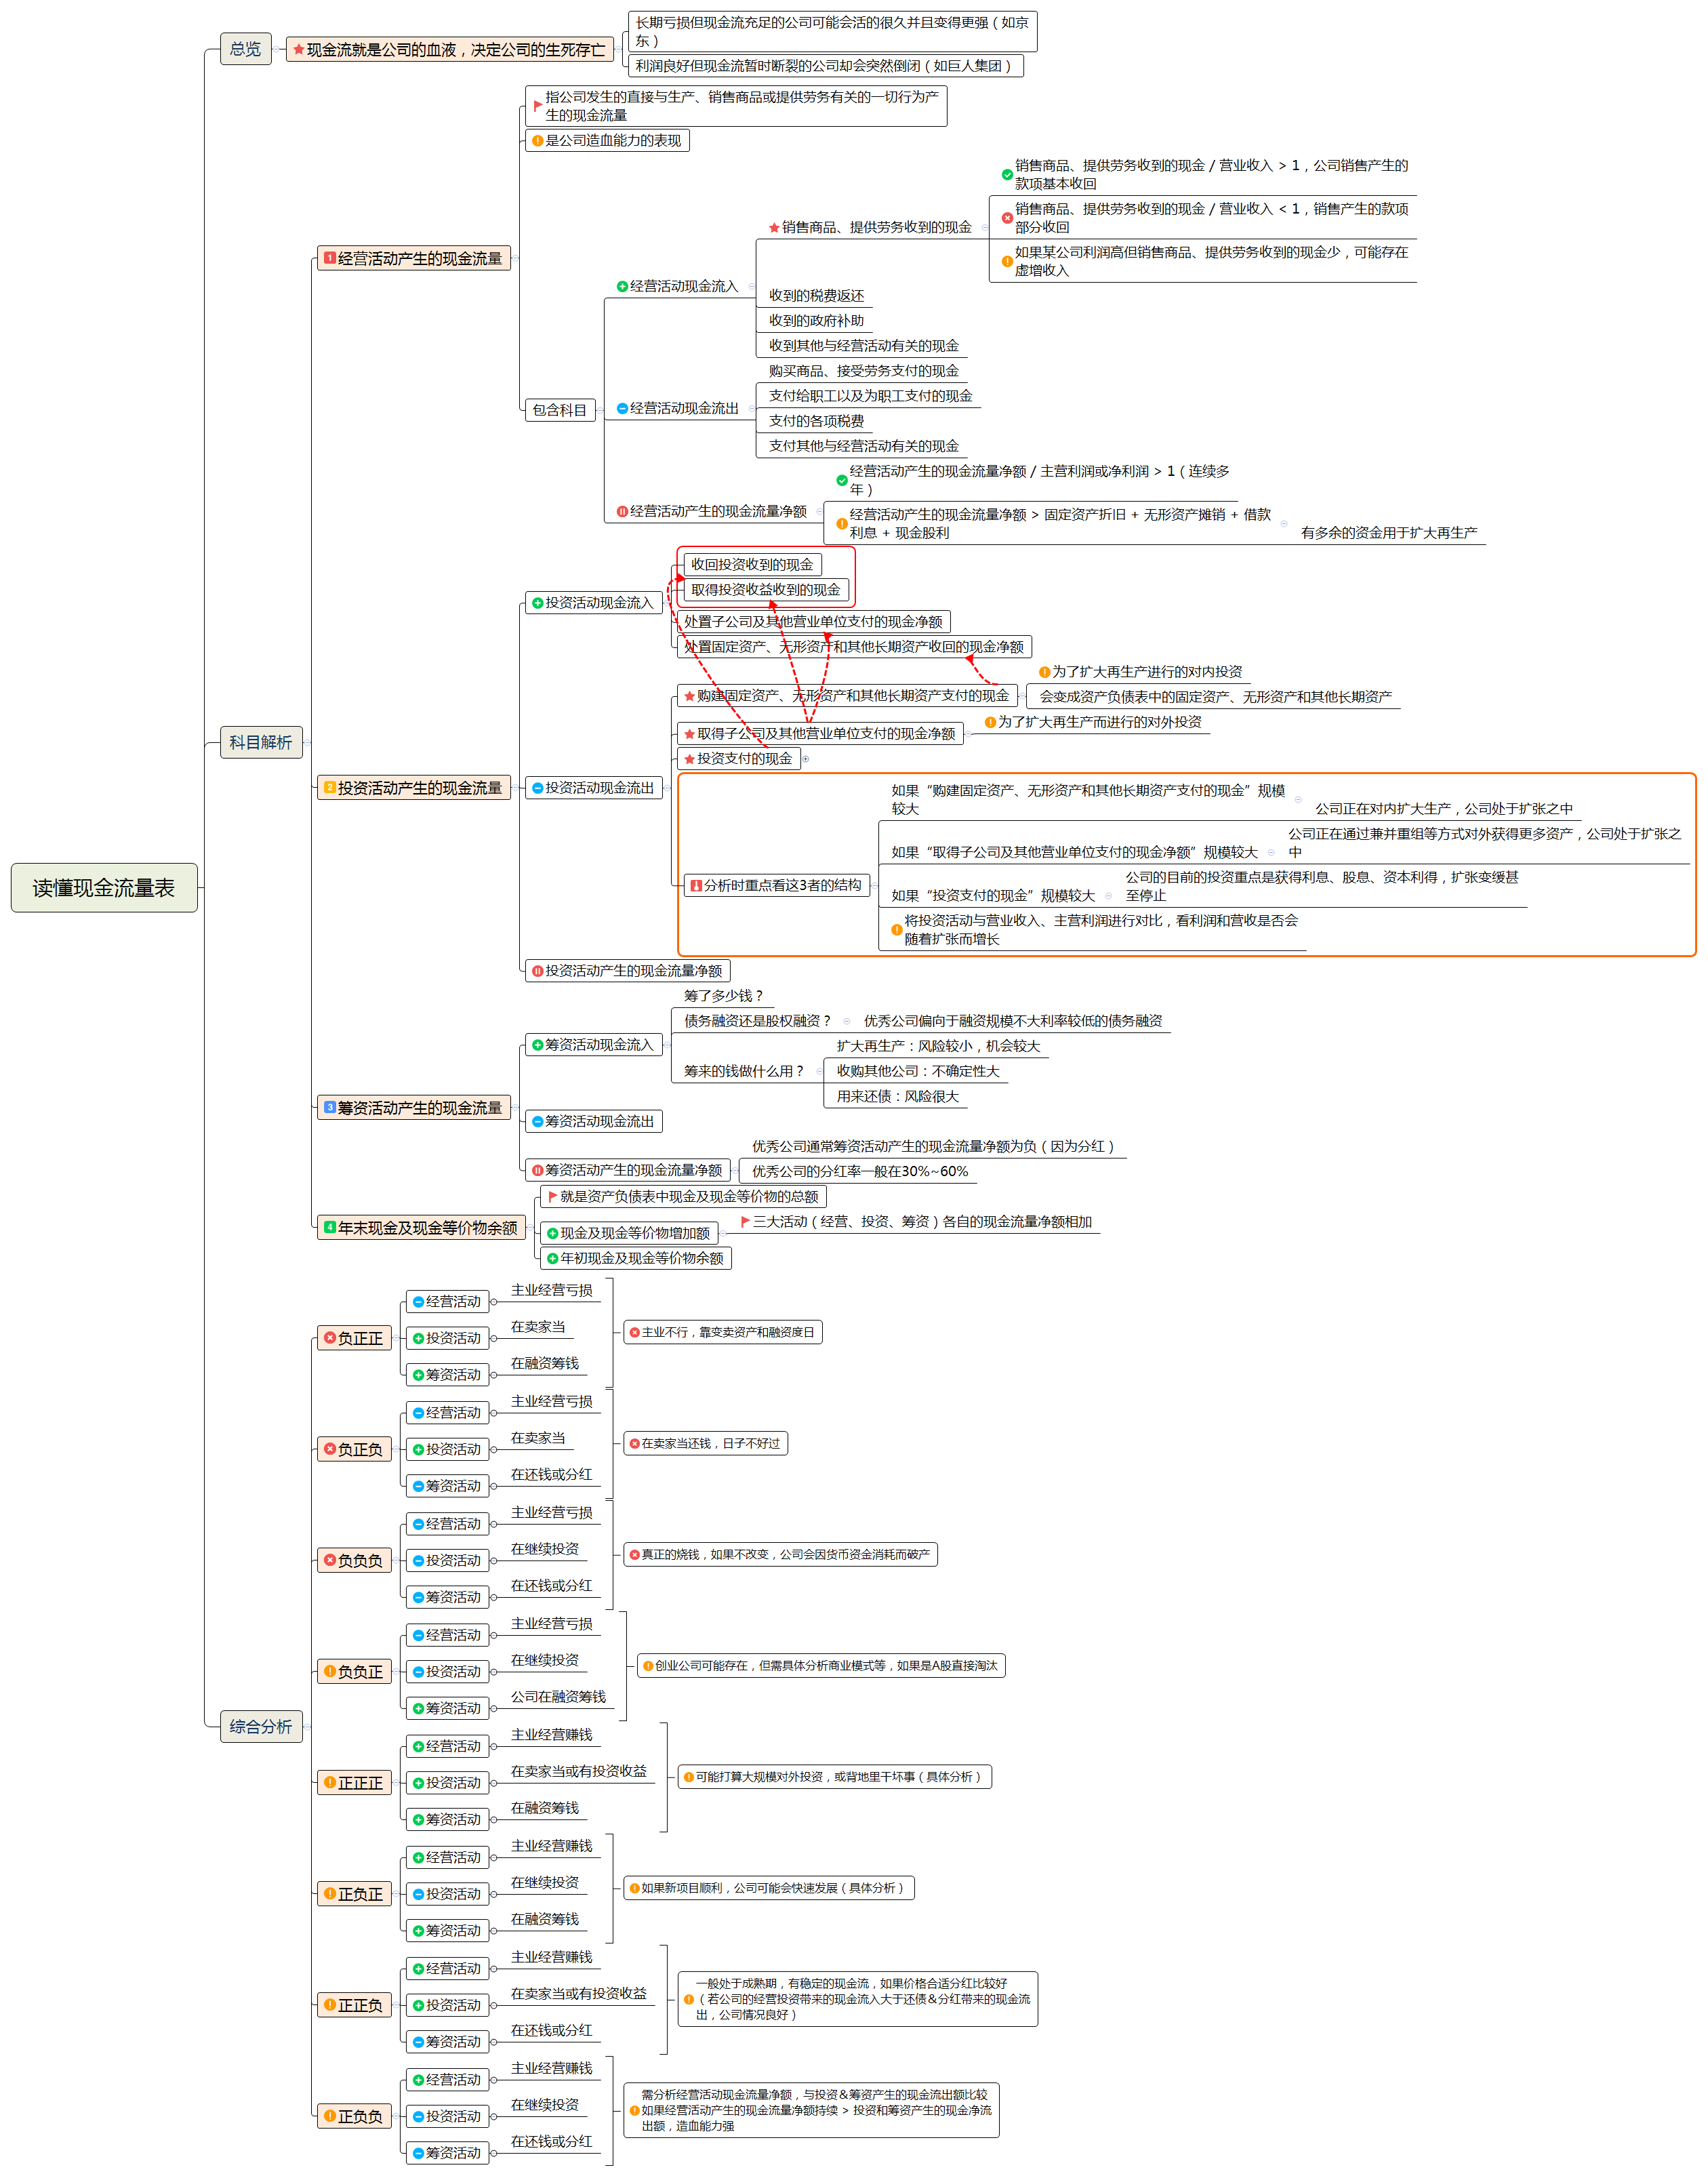 读懂现金流量表
总览
现金流就是公司的血液，决定公司的生死存亡
长期亏损但现金流充足的公司可能会活的很久并且变得更强（如京
东）
利润良好但现金流暂时断裂的公司却会突然倒闭（如巨人集团）
科目解析
1 经营活动产生的现金流量
指公司发生的直接与生产、销售商品或提供劳务有关的一切行为产
生的现金流量
是公司造血能力的表现
包含科目
经营活动现金流入
销售商品、提供劳务收到的现金
销售商品、提供劳务收到的现金 / 营业收入 > 1，公司销售产生的
款项基本收回
销售商品、提供劳务收到的现金 / 营业收入 < 1，销售产生的款项
部分收回
如果某公司利润高但销售商品、提供劳务收到的现金少，可能存在
虚增收入
收到的税费返还
收到的政府补助
收到其他与经营活动有关的现金
经营活动现金流出
购买商品、接受劳务支付的现金
支付给职工以及为职工支付的现金
支付的各项税费
支付其他与经营活动有关的现金
经营活动产生的现金流量净额
经营活动产生的现金流量净额 / 主营利润或净利润 > 1（连续多
年）
经营活动产生的现金流量净额 > 固定资产折旧 + 无形资产摊销 + 借款
利息 + 现金股利
有多余的资金用于扩大再生产
2 投资活动产生的现金流量
投资活动现金流入
收回投资收到的现金
取得投资收益收到的现金
处置子公司及其他营业单位支付的现金净额
处置固定资产、无形资产和其他长期资产收回的现金净额
投资活动现金流出
购建固定资产、无形资产和其他长期资产支付的现金
为了扩大再生产进行的对内投资
会变成资产负债表中的固定资产、无形资产和其他长期资产
取得子公司及其他营业单位支付的现金净额
为了扩大再生产而进行的对外投资
投资支付的现金
分析时重点看这3者的结构
如果“购建固定资产、无形资产和其他长期资产支付的现金”规模
较大
公司正在对内扩大生产，公司处于扩张之中
如果“取得子公司及其他营业单位支付的现金净额”规模较大
公司正在通过兼并重组等方式对外获得更多资产，公司处于扩张之
中
如果“投资支付的现金”规模较大
公司的目前的投资重点是获得利息、股息、资本利得，扩张变缓甚
至停止
将投资活动与营业收入、主营利润进行对比，看利润和营收是否会
随着扩张而增长
投资活动产生的现金流量净额
3 筹资活动产生的现金流量
筹资活动现金流入
筹了多少钱？
债务融资还是股权融资？
优秀公司偏向于融资规模不大利率较低的债务融资
筹来的钱做什么用？
扩大再生产：风险较小，机会较大
收购其他公司：不确定性大
用来还债：风险很大
筹资活动现金流出
筹资活动产生的现金流量净额
优秀公司通常筹资活动产生的现金流量净额为负（因为分红）
优秀公司的分红率一般在30%~60%
4 年末现金及现金等价物余额
就是资产负债表中现金及现金等价物的总额
现金及现金等价物增加额
三大活动（经营、投资、筹资）各自的现金流量净额相加
年初现金及现金等价物余额
综合分析
负正正
经营活动
主业经营亏损
投资活动
在卖家当
筹资活动
在融资筹钱
主业不行，靠变卖资产和融资度日
负正负
经营活动
主业经营亏损
投资活动
在卖家当
筹资活动
在还钱或分红
在卖家当还钱，日子不好过
负负负
经营活动
主业经营亏损
投资活动
在继续投资
筹资活动
在还钱或分红
真正的烧钱，如果不改变，公司会因货币资金消耗而破产
负负正
经营活动
主业经营亏损
投资活动
在继续投资
筹资活动
公司在融资筹钱
创业公司可能存在，但需具体分析商业模式等，如果是A股直接淘汰
正正正
经营活动
主业经营赚钱
投资活动
在卖家当或有投资收益
筹资活动
在融资筹钱
可能打算大规模对外投资，或背地里干坏事（具体分析）
正负正
经营活动
主业经营赚钱
投资活动
在继续投资
筹资活动
在融资筹钱
如果新项目顺利，公司可能会快速发展（具体分析）
正正负
经营活动
主业经营赚钱
投资活动
在卖家当或有投资收益
筹资活动
在还钱或分红
一般处于成熟期，有稳定的现金流，如果价格合适分红比较好
（若公司的经营投资带来的现金流入大于还债＆分红带来的现金流
出，公司情况良好）
正负负
经营活动
主业经营赚钱
投资活动
在继续投资
筹资活动
在还钱或分红
需分析经营活动现金流量净额，与投资＆筹资产生的现金流出额比较
如果经营活动产生的现金流量净额持续 > 投资和筹资产生的现金净流
出额，造血能力强